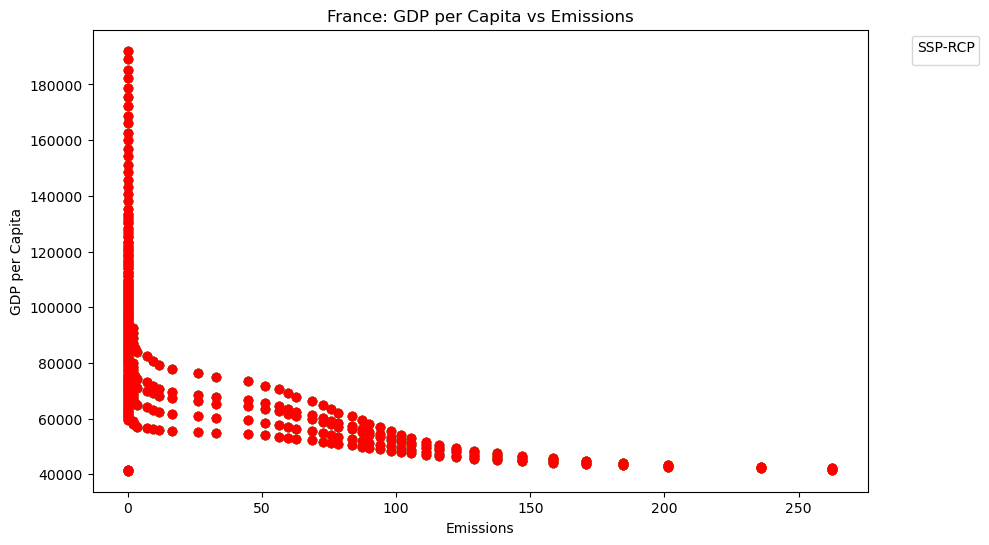 France: GDP per Capita vs Emissions
SSP-RCP
GDP per Capita
180000
160000
140000
120000
100000
80000
60000
40000
0 50 100 150 200 250
Emissions